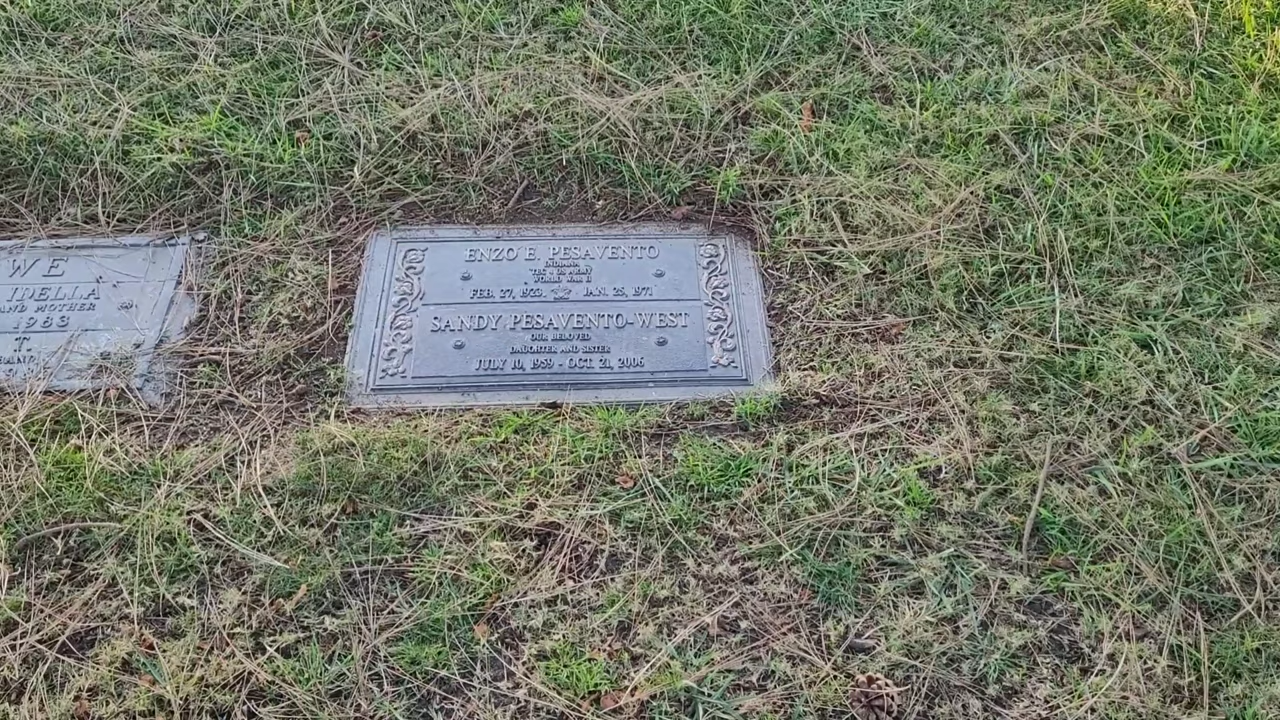 WE
IDELLA
AND MOTHER
1983
T.
ENZO E. PESAVENTO
INDIANA
TEC 4 US ARMY
WORLD WAR II
FEB. 27, 1923 JAN. 25, 1971
SANDY PESAVENTO-WEST
OUR BELOVED
DAUGHTER AND SISTER
JULY 10, 1959 - OCT. 21, 2006